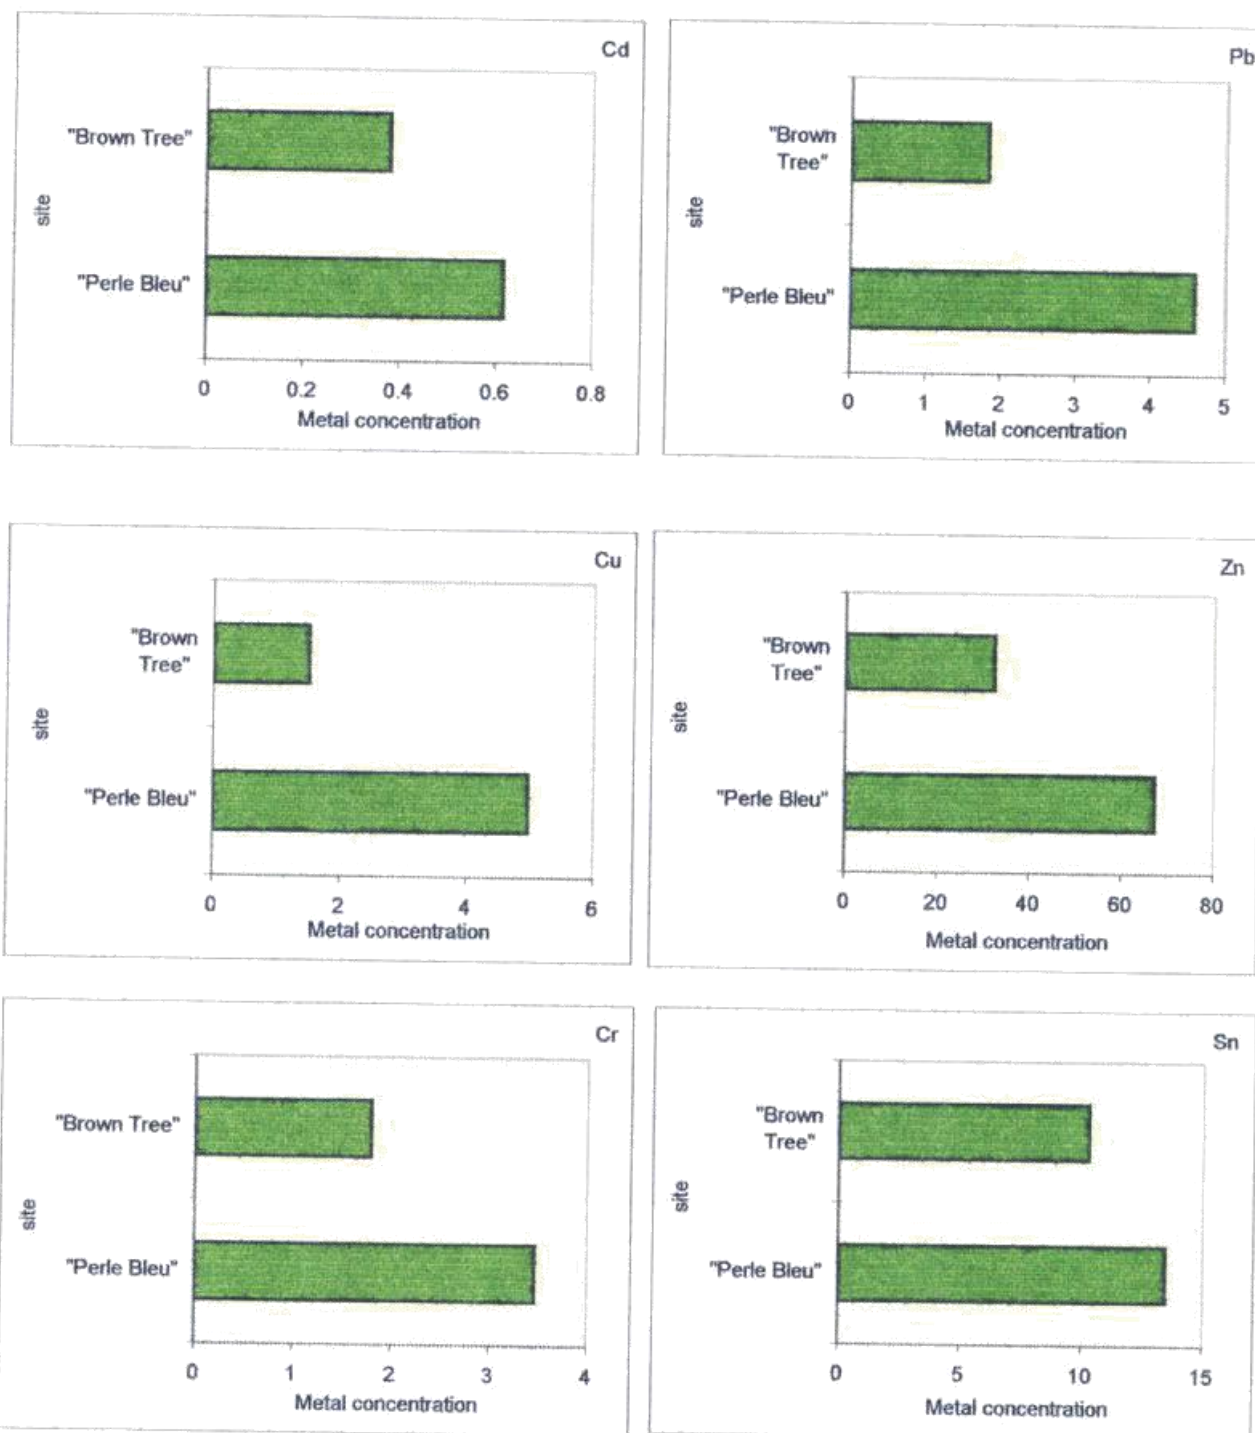 Cd
"Brown Tree"
site
"Perle Bleu"
0 0.2 0.4 0.6 0.8
Metal concentration
Pb
"Brown
Tree"
site
"Perle Bleu"
0 1 2 3 4 5
Metal concentration
Cu
"Brown
Tree"
site
"Perle Bleu"
0 2 4 6
Metal concentration
Zn
"Brown
Tree"
site
"Perle Bleu"
0 20 40 60 80
Metal concentration
Cr
"Brown Tree"
site
"Perle Bleu"
0 1 2 3 4
Metal concentration
Sn
"Brown
Tree"
site
"Perle Bleu"
0 5 10 15
Metal concentration